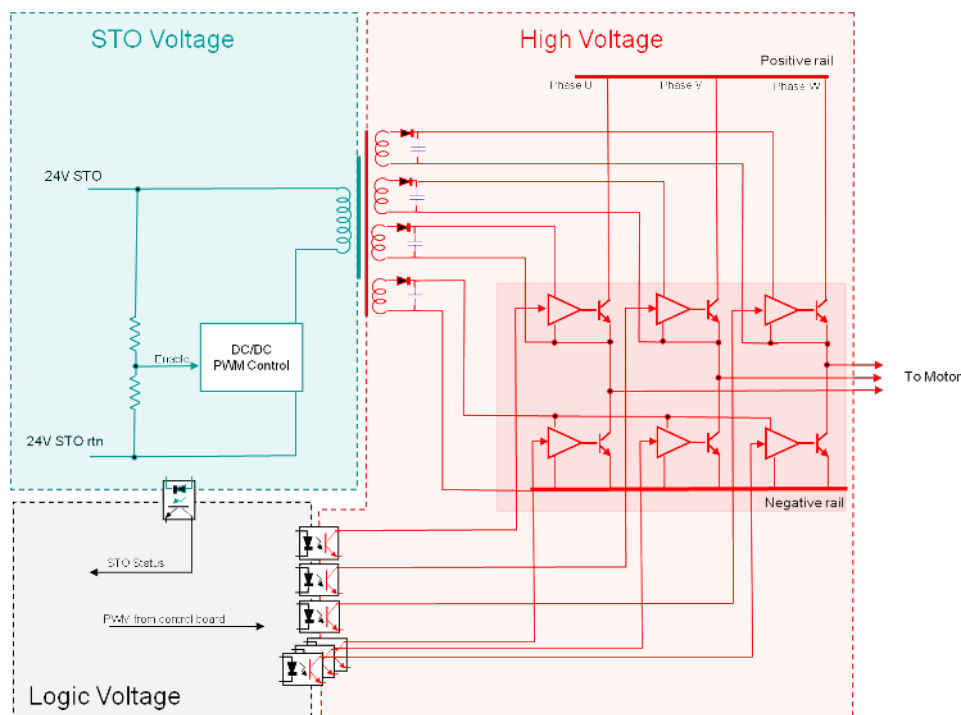 STO Voltage
High Voltage
Positive rail
Phase U
Phase V
Phase W
24V STO
Enable
DC/DC
PWM Control
To Motor
24V STO rtn
Negative rail
STO Status
PWM from control board
Logic Voltage